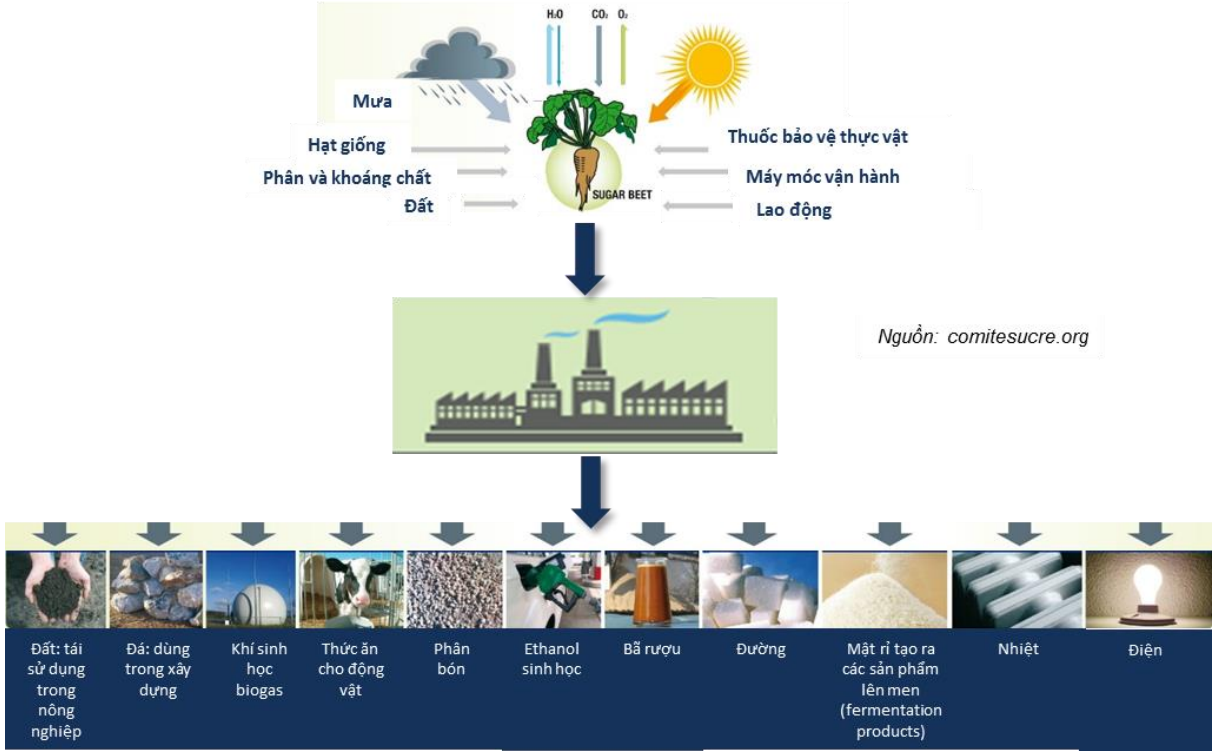 H₂O CO₂ O₂
Mưa
Hạt giống
Phân và khoáng chất
Đất
Thuốc bảo vệ thực vật
Máy móc vận hành
Lao động
SUGAR BEET
Nguồn: comitesucre.org
Đất: tái
sử dụng
trong
nông
nghiệp
Đá: dùng
trong xây
dựng
Khí sinh
học
biogas
Thức ăn
cho động
vật
Phân
bón
Ethanol
sinh học
Bã rượu
Đường
Mật rỉ tạo ra
các sản phẩm
lên men
(fermentation
products)
Nhiệt
Điện